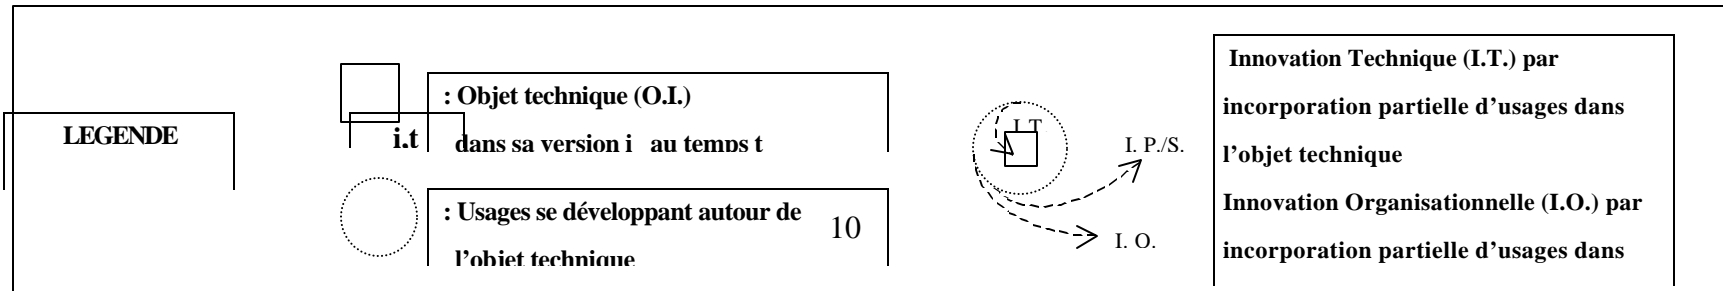 LEGENDE
: Objet technique (O.I.)
i,t
dans sa version i au temps t
: Usages se développant autour de
l'objet technique
10
I.T
I. P./S.
I. O.
Innovation Technique (I.T.) par
incorporation partielle d'usages dans
l'objet technique
Innovation Organisationnelle (I.O.) par
incorporation partielle d'usages dans